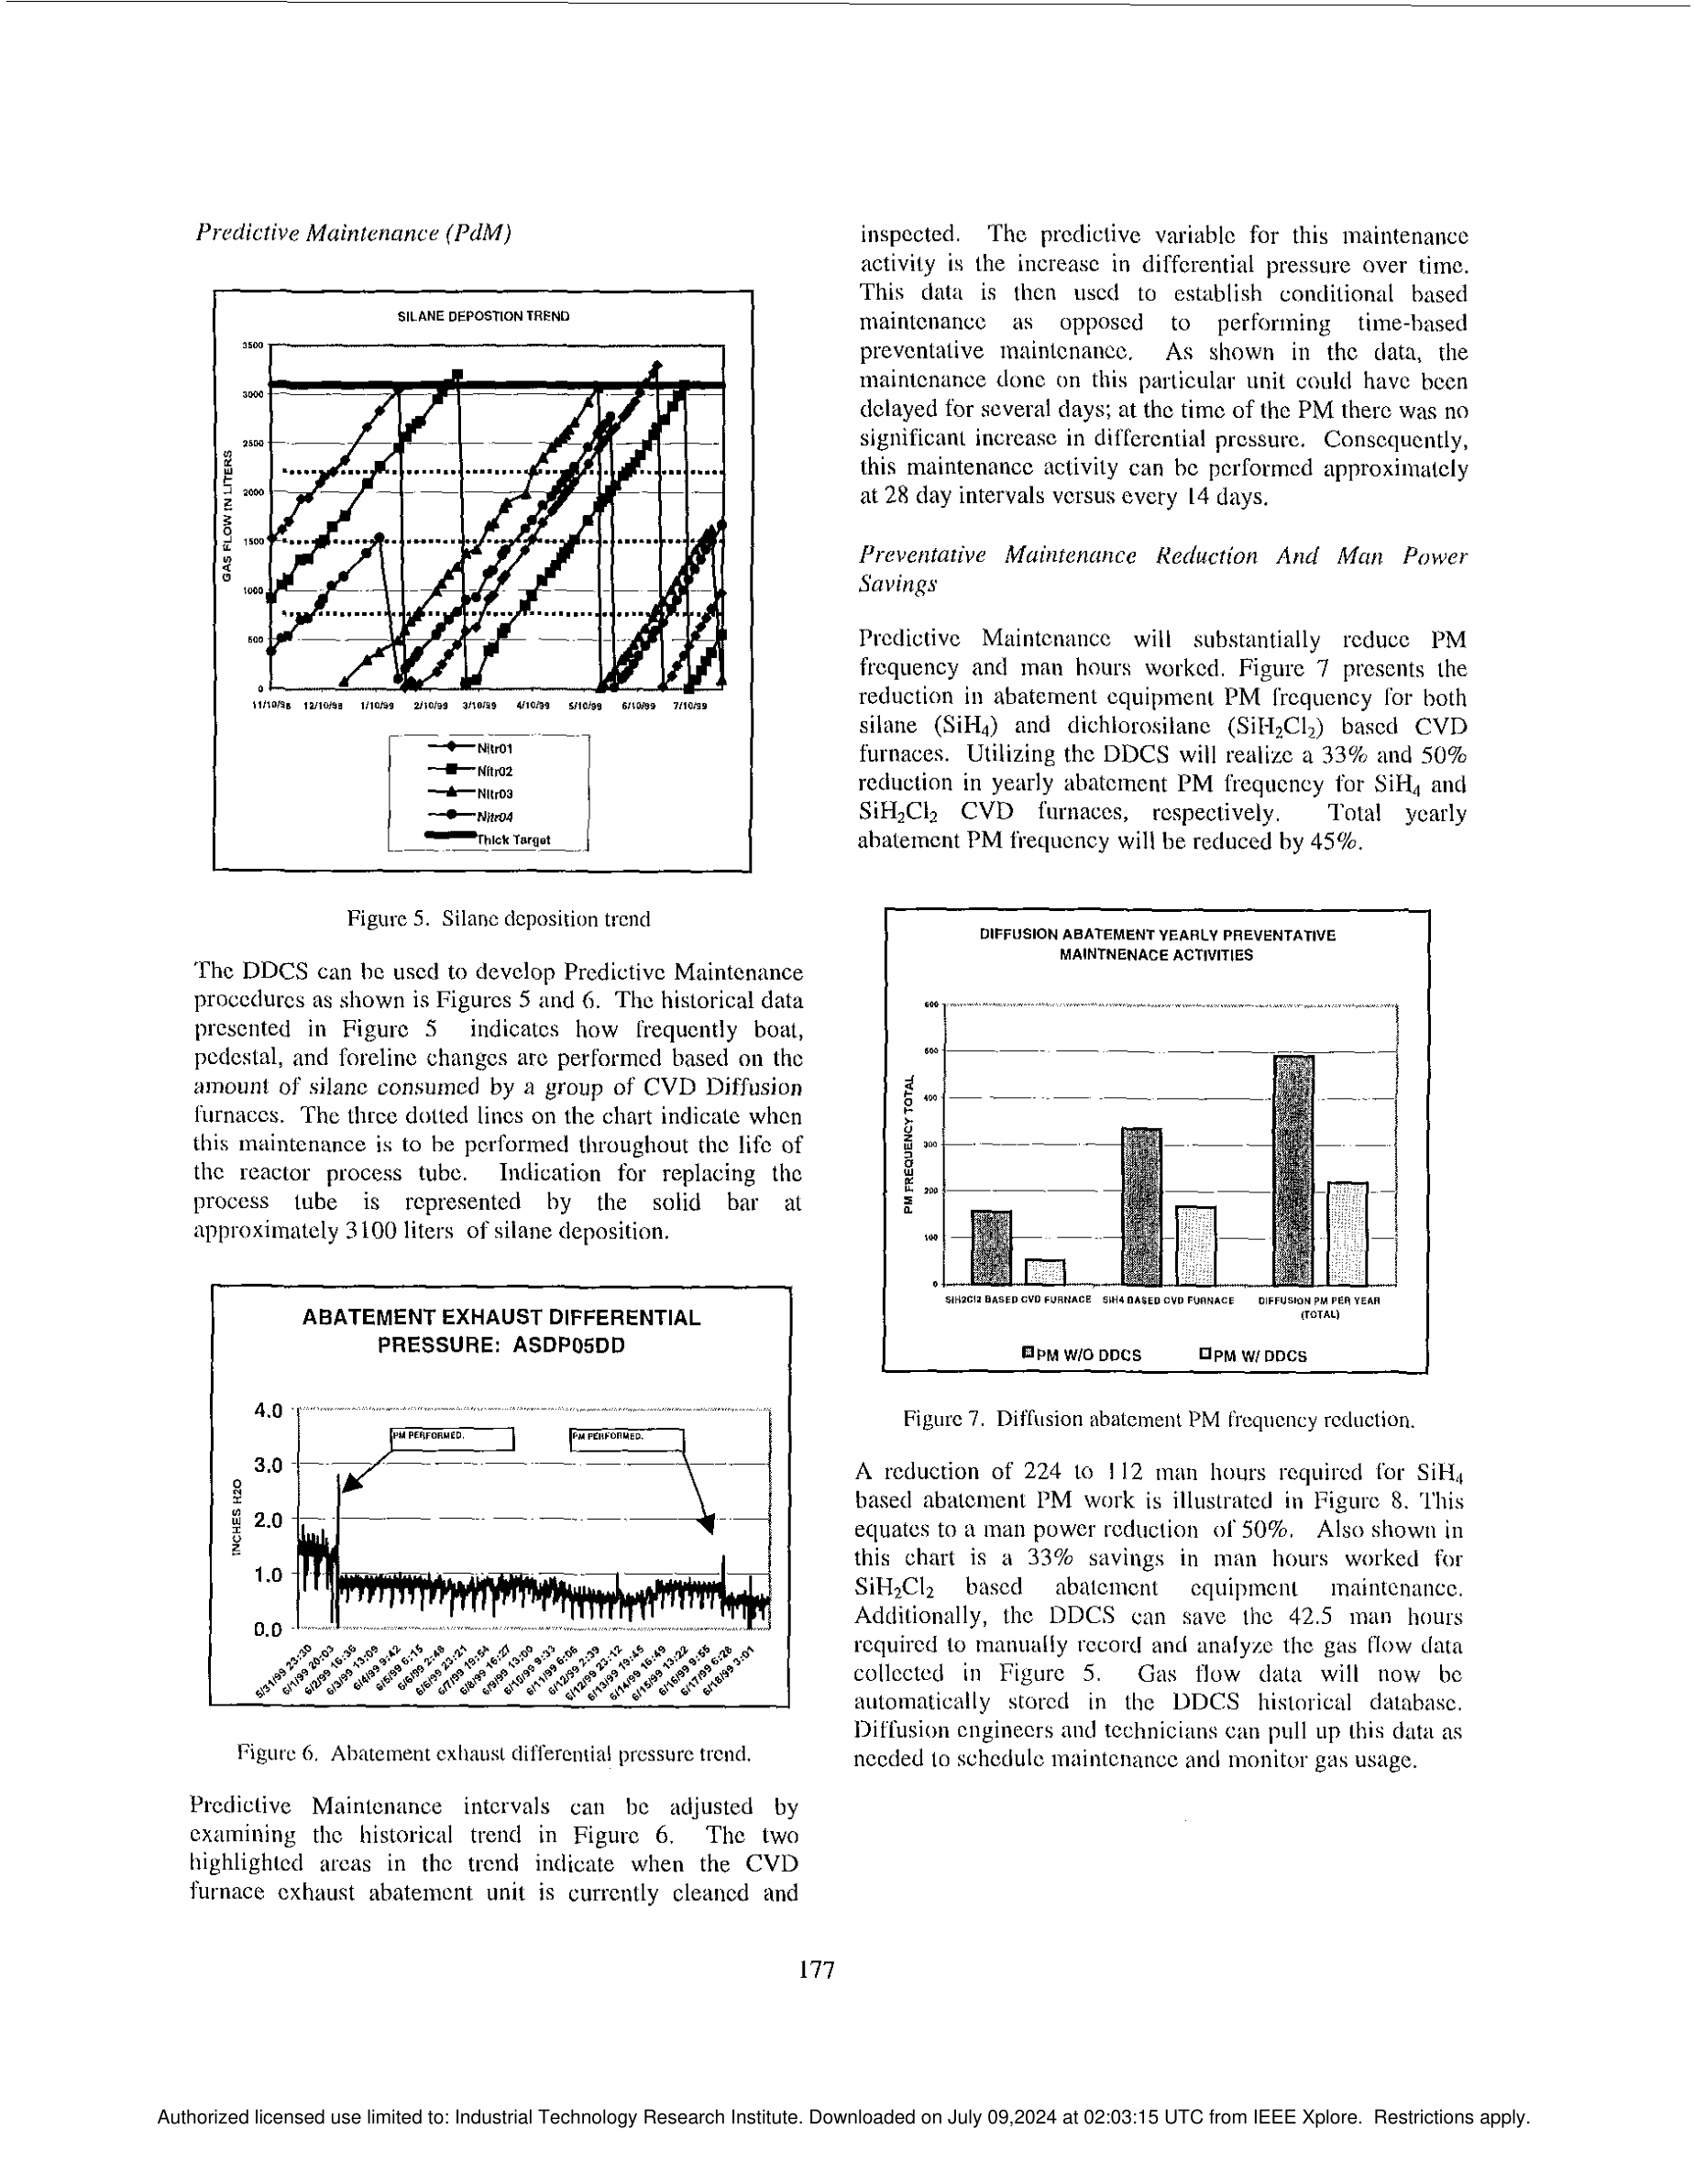 Predictive Maintenance (PdM)
SILANE DEPOSTION TREND
GAS FLOW IN LITERS
3500
3000
2500
2000
1500
1000
500
0
11/10/98 12/10/98 1/10/99 2/10/99 3/10/99 4/10/99 5/10/99 6/10/99 7/10/99
Nitr01
Nitr02
Nitr03
Nitr04
Thick Target
Figure 5. Silane deposition trend
The DDCS can be used to develop Predictive Maintenance
procedures as shown is Figures 5 and 6. The historical data
presented in Figure 5 indicates how frequently boat,
pedestal, and foreline changes are performed based on the
amount of silane consumed by a group of CVD Diffusion
furnaces. The three dotted lines on the chart indicate when
this maintenance is to be performed throughout the life of
the reactor process tube. Indication for replacing the
process tube is represented by the solid bar at
approximately 3100 liters of silane deposition.
ABATEMENT EXHAUST DIFFERENTIAL
PRESSURE: ASDP05DD
INCHES H2O
4.0
3.0
2.0
1.0
0.0
PM PERFORMED.
PM PERFORMED.
5/31/99 23:30
6/1/99 20:03
6/2/99 16:36
6/3/99 13:09
6/4/99 9:42
6/5/99 6:15
6/6/99 2:48
6/6/99 23:21
6/7/99 19:54
6/8/99 16:27
6/9/99 13:00
6/10/99 9:33
6/11/99 6:06
6/12/99 2:39
6/12/99 23:12
6/13/99 19:45
6/14/99 16:49
6/15/99 13:22
6/16/99 9:55
6/17/99 6:28
6/18/99 3:01
Figure 6. Abatement exhaust differential pressure trend.
Predictive Maintenance intervals can be adjusted by
examining the historical trend in Figure 6. The two
highlighted areas in the trend indicate when the CVD
furnace exhaust abatement unit is currently cleaned and
inspected. The predictive variable for this maintenance
activity is the increase in differential pressure over time.
This data is then used to establish conditional based
maintenance as opposed to performing time-based
preventative maintenance. As shown in the data, the
maintenance done on this particular unit could have been
delayed for several days; at the time of the PM there was no
significant increase in differential pressure. Consequently,
this maintenance activity can be performed approximately
at 28 day intervals versus every 14 days.
Preventative Maintenance Reduction And Man Power
Savings
Predictive Maintenance will substantially reduce PM
frequency and man hours worked. Figure 7 presents the
reduction in abatement equipment PM frequency for both
silane (SiH₄) and dichlorosilane (SiH₂Cl₂) based CVD
furnaces. Utilizing the DDCS will realize a 33% and 50%
reduction in yearly abatement PM frequency for SiH₄ and
SiH₂Cl₂ CVD furnaces, respectively. Total yearly
abatement PM frequency will be reduced by 45%.
DIFFUSION ABATEMENT YEARLY PREVENTATIVE
MAINTNENACE ACTIVITIES
PM FREQUENCY TOTAL
600
500
400
300
200
100
0
SIH2Cl2 BASED CVD FURNACE SIH4 BASED CVD FURNACE DIFFUSION PM PER YEAR
(TOTAL)
PM W/O DDCS PM W/ DDCS
Figure 7. Diffusion abatement PM frequency reduction.
A reduction of 224 to 112 man hours required for SiH₄
based abatement PM work is illustrated in Figure 8. This
equates to a man power reduction of 50%. Also shown in
this chart is a 33% savings in man hours worked for
SiH₂Cl₂ based abatement equipment maintenance.
Additionally, the DDCS can save the 42.5 man hours
required to manually record and analyze the gas flow data
collected in Figure 5. Gas flow data will now be
automatically stored in the DDCS historical database.
Diffusion engineers and technicians can pull up this data as
needed to schedule maintenance and monitor gas usage.
177
Authorized licensed use limited to: Industrial Technology Research Institute. Downloaded on July 09,2024 at 02:03:15 UTC from IEEE Xplore. Restrictions apply.